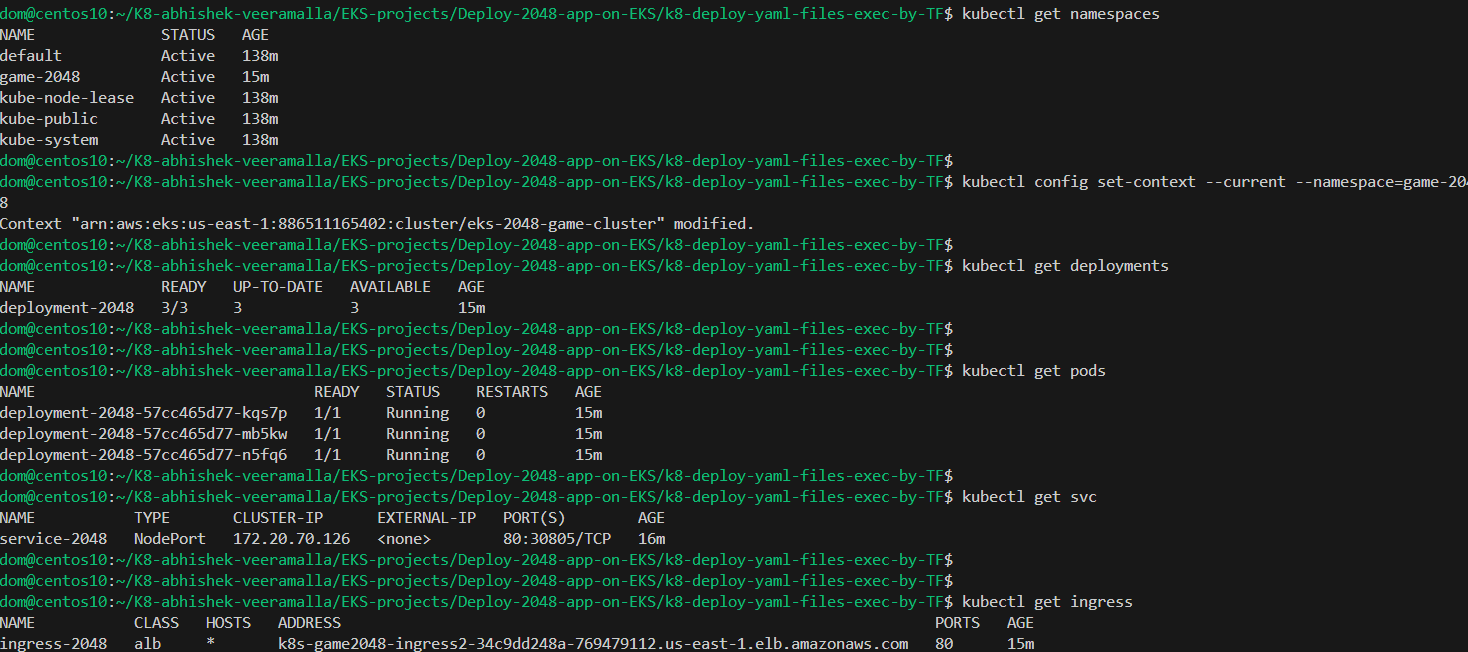 dom@centos10:~/K8-abhishek-veeramalla/EKS-projects/Deploy-2048-app-on-EKS/k8-deploy-yaml-files-exec-by-TF$ kubectl get namespaces
NAME STATUS AGE
default Active 138m
game-2048 Active 15m
kube-node-lease Active 138m
kube-public Active 138m
kube-system Active 138m
dom@centos10:~/K8-abhishek-veeramalla/EKS-projects/Deploy-2048-app-on-EKS/k8-deploy-yaml-files-exec-by-TF$
dom@centos10:~/K8-abhishek-veeramalla/EKS-projects/Deploy-2048-app-on-EKS/k8-deploy-yaml-files-exec-by-TF$ kubectl config set-context --current --namespace=game-204
8
Context "arn:aws:eks:us-east-1:886511165402:cluster/eks-2048-game-cluster" modified.
dom@centos10:~/K8-abhishek-veeramalla/EKS-projects/Deploy-2048-app-on-EKS/k8-deploy-yaml-files-exec-by-TF$
dom@centos10:~/K8-abhishek-veeramalla/EKS-projects/Deploy-2048-app-on-EKS/k8-deploy-yaml-files-exec-by-TF$ kubectl get deployments
NAME READY UP-TO-DATE AVAILABLE AGE
deployment-2048 3/3 3 3 15m
dom@centos10:~/K8-abhishek-veeramalla/EKS-projects/Deploy-2048-app-on-EKS/k8-deploy-yaml-files-exec-by-TF$
dom@centos10:~/K8-abhishek-veeramalla/EKS-projects/Deploy-2048-app-on-EKS/k8-deploy-yaml-files-exec-by-TF$
dom@centos10:~/K8-abhishek-veeramalla/EKS-projects/Deploy-2048-app-on-EKS/k8-deploy-yaml-files-exec-by-TF$ kubectl get pods
NAME READY STATUS RESTARTS AGE
deployment-2048-57cc465d77-kqs7p 1/1 Running 0 15m
deployment-2048-57cc465d77-mb5kw 1/1 Running 0 15m
deployment-2048-57cc465d77-n5fq6 1/1 Running 0 15m
dom@centos10:~/K8-abhishek-veeramalla/EKS-projects/Deploy-2048-app-on-EKS/k8-deploy-yaml-files-exec-by-TF$
dom@centos10:~/K8-abhishek-veeramalla/EKS-projects/Deploy-2048-app-on-EKS/k8-deploy-yaml-files-exec-by-TF$ kubectl get svc
NAME TYPE CLUSTER-IP EXTERNAL-IP PORT(S) AGE
service-2048 NodePort 172.20.70.126 <none> 80:30805/TCP 16m
dom@centos10:~/K8-abhishek-veeramalla/EKS-projects/Deploy-2048-app-on-EKS/k8-deploy-yaml-files-exec-by-TF$
dom@centos10:~/K8-abhishek-veeramalla/EKS-projects/Deploy-2048-app-on-EKS/k8-deploy-yaml-files-exec-by-TF$
dom@centos10:~/K8-abhishek-veeramalla/EKS-projects/Deploy-2048-app-on-EKS/k8-deploy-yaml-files-exec-by-TF$ kubectl get ingress
NAME CLASS HOSTS ADDRESS PORTS AGE
ingress-2048 alb * k8s-game2048-ingress2-34c9dd248a-769479112.us-east-1.elb.amazonaws.com 80 15m